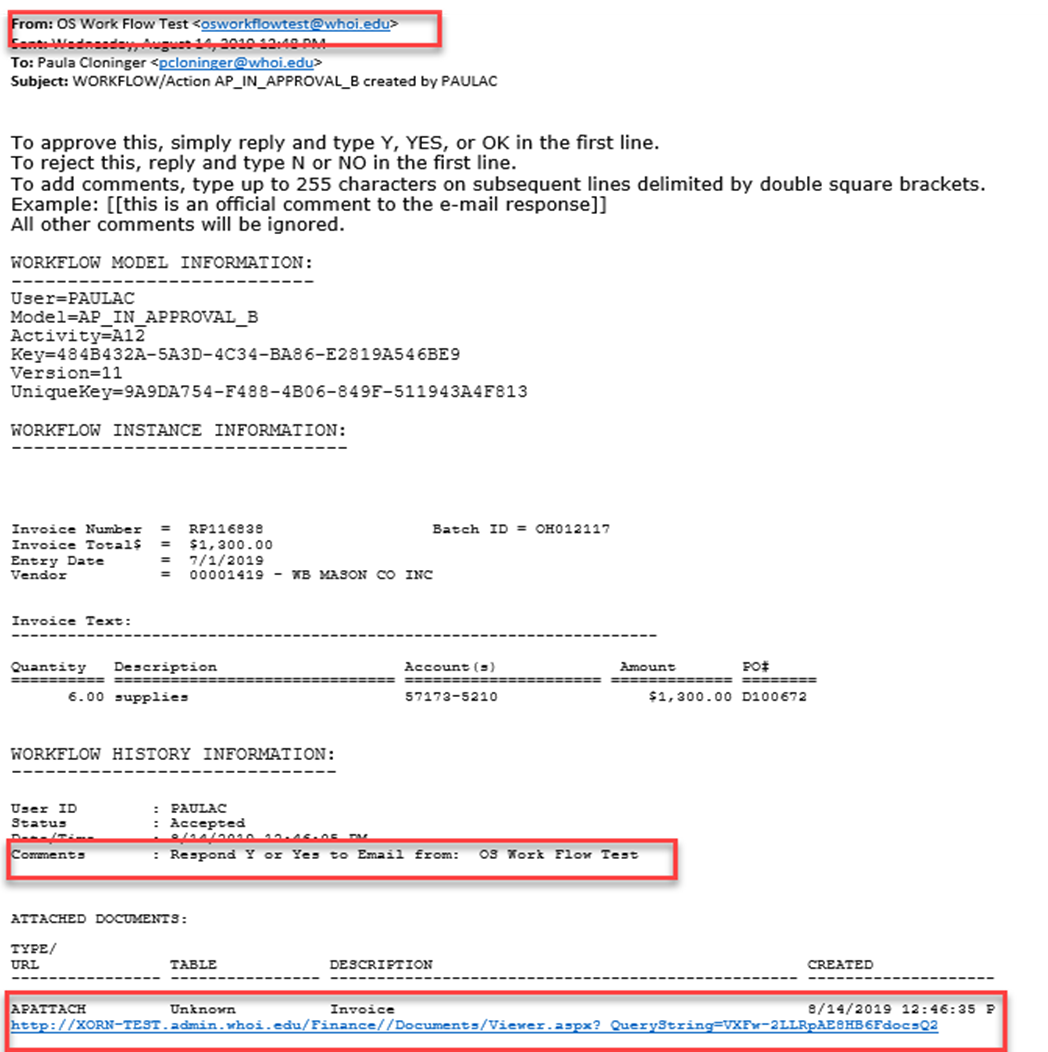 From: OS Work Flow Test <osworkflowtest@whoi.edu>
Sent: Wednesday, August 14, 2019 12:48 PM
To: Paula Cloninger <pcloninger@whoi.edu>
Subject: WORKFLOW/Action AP_IN_APPROVAL_B created by PAULAC
To approve this, simply reply and type Y, YES, or OK in the first line.
To reject this, reply and type N or NO in the first line.
To add comments, type up to 255 characters on subsequent lines delimited by double square brackets.
Example: [[this is an official comment to the e-mail response]]
All other comments will be ignored.
WORKFLOW MODEL INFORMATION:
---------------------------
User=PAULAC
Model=AP_IN_APPROVAL_B
Activity=A12
Key=484B432A-5A3D-4C34-BA86-E2819A546BE9
Version=11
UniqueKey=9A9DA754-F488-4B06-849F-511943A4F813
WORKFLOW INSTANCE INFORMATION:
------------------------------
Invoice Number = RP116838 Batch ID = OH012117
Invoice Total$ = $1,300.00
Entry Date = 7/1/2019
Vendor = 00001419 - WB MASON CO INC
Invoice Text:
---------------------------------------------------------------------
Quantity Description Account(s) Amount PO#
========== ============================== ===================== ============= ========
6.00 supplies 57173-5210 $1,300.00 D100672
WORKFLOW HISTORY INFORMATION:
-----------------------------
User ID : PAULAC
Status : Accepted
Date/Time : 8/14/2019 12:46:05 PM
Comments : Respond Y or Yes to Email from: OS Work Flow Test
ATTACHED DOCUMENTS:
TYPE/
URL TABLE DESCRIPTION CREATED
---------------- ---------------- -------------------------------------------------- --------------------
APATTACH Unknown Invoice 8/14/2019 12:46:35 P
http://XORN-TEST.admin.whoi.edu/Finance//Documents/Viewer.aspx?_QueryString=VXFw-2LLRpAE8HB6FdocsQ2